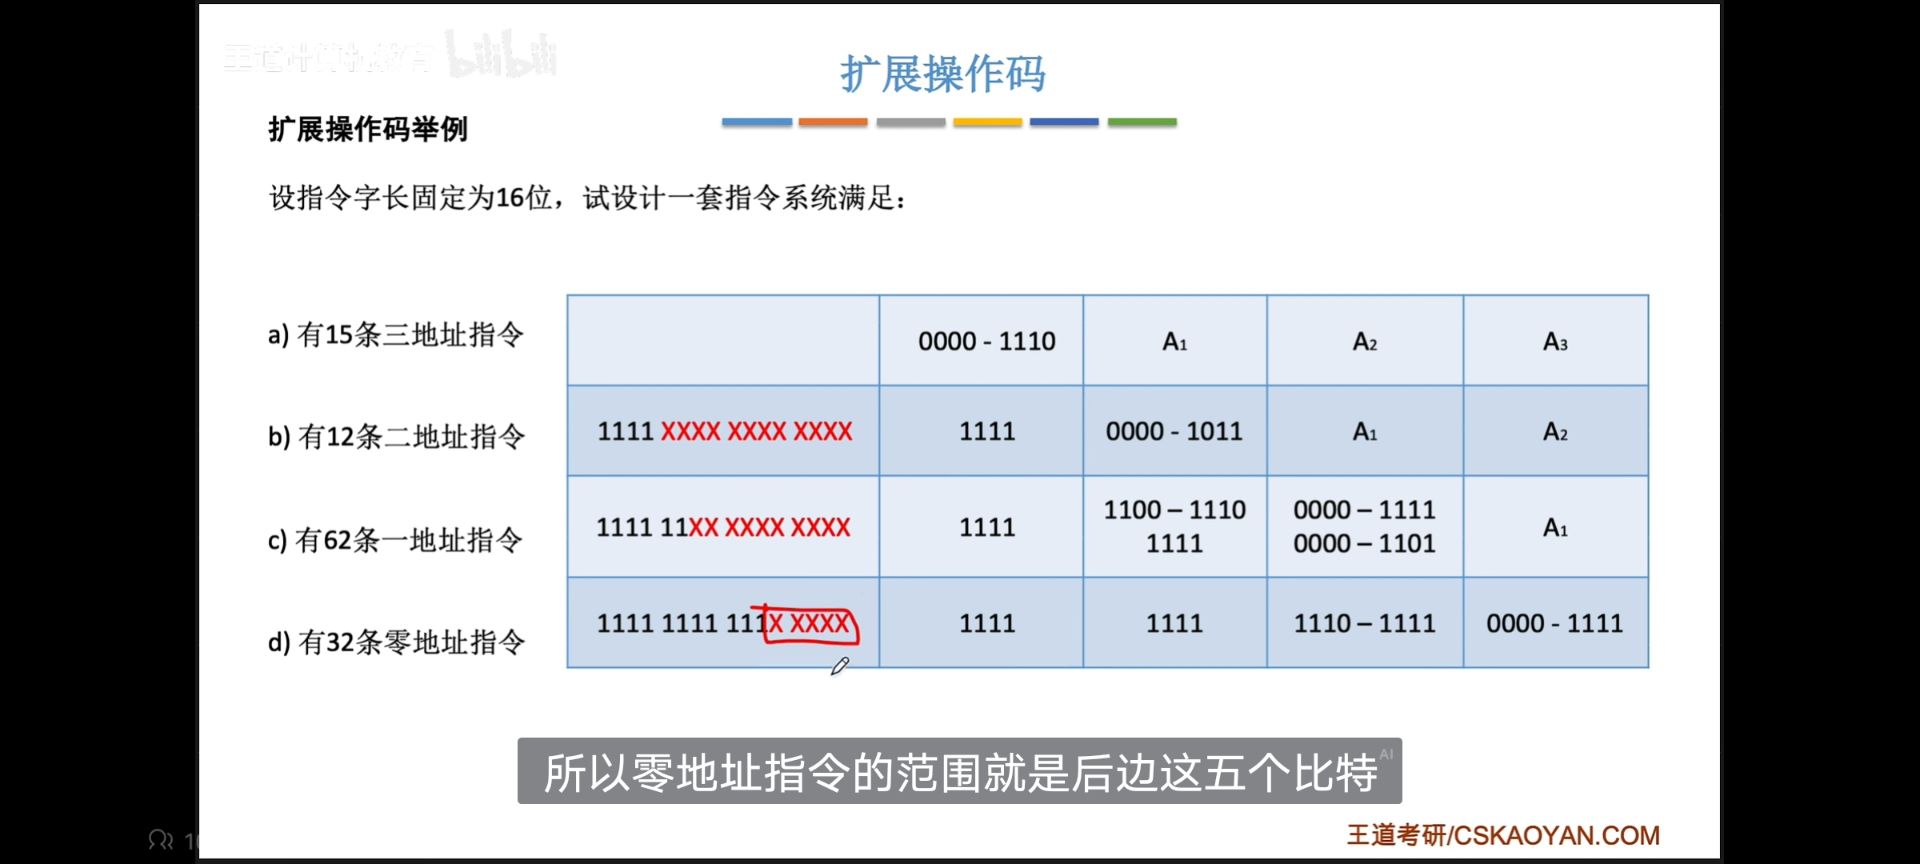 王道计算机教育 bilibili
扩展操作码
扩展操作码举例
设指令字长固定为16位，试设计一套指令系统满足：
a) 有15条三地址指令
0000 - 1110 A1 A2 A3
b) 有12条二地址指令
1111 XXXX XXXX XXXX 1111 0000 - 1011 A1 A2
c) 有62条一地址指令
1111 11XX XXXX XXXX 1111 1100 – 1110 0000 – 1111 A1
1111 0000 – 1101
d) 有32条零地址指令
1111 1111 111X XXXX 1111 1111 1110 – 1111 0000 - 1111
所以零地址指令的范围就是后边这五个比特 AI
王道考研/CSKAOYAN.COM